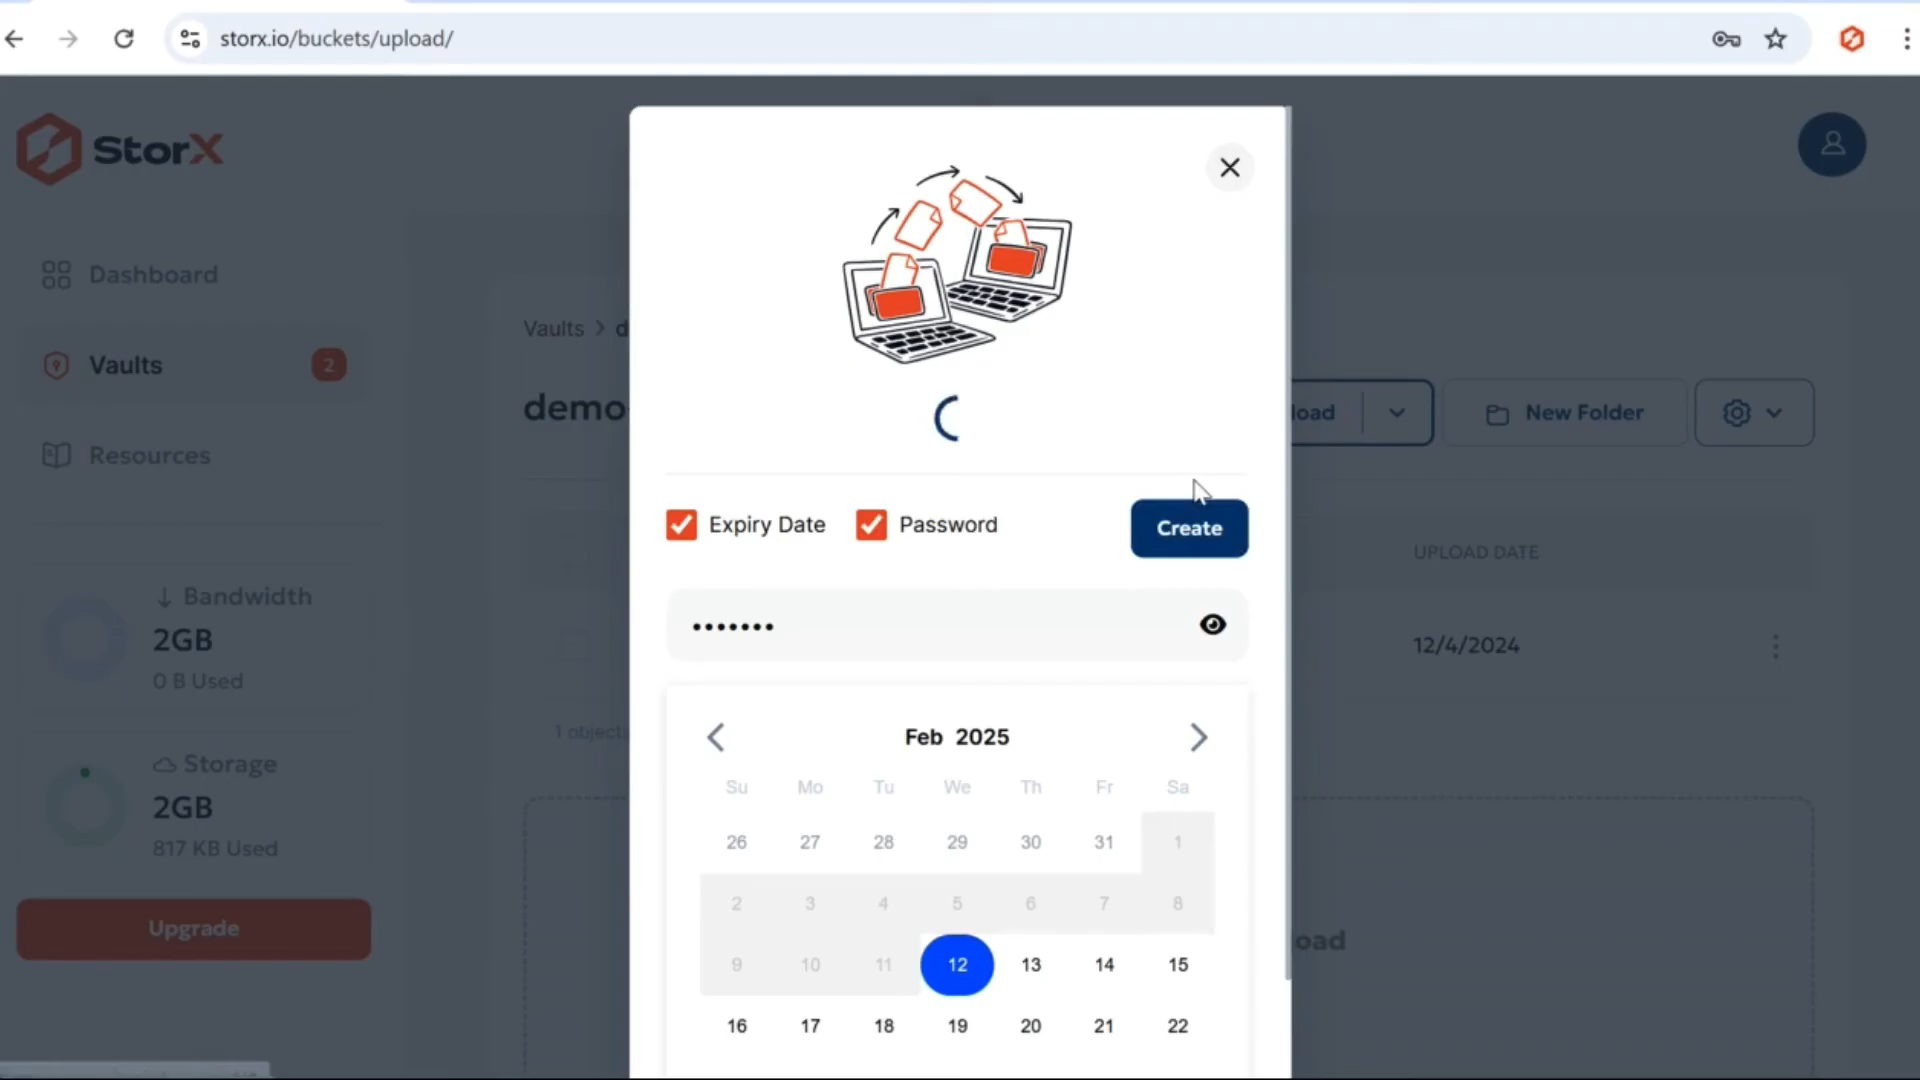 storx.io/buckets/upload/
StorX
Dashboard
Vaults
2
Resources
Bandwidth
2GB
0 B Used
Storage
2GB
817 KB Used
Upgrade
Vaults > d
demo-
load
New Folder
UPLOAD DATE
12/4/2024
1 object
oad
Expiry Date
Password
Create
•••••••
Feb 2025
Su Mo Tu We Th Fr Sa
26 27 28 29 30 31 1
2 3 4 5 6 7 8
9 10 11 12 13 14 15
16 17 18 19 20 21 22